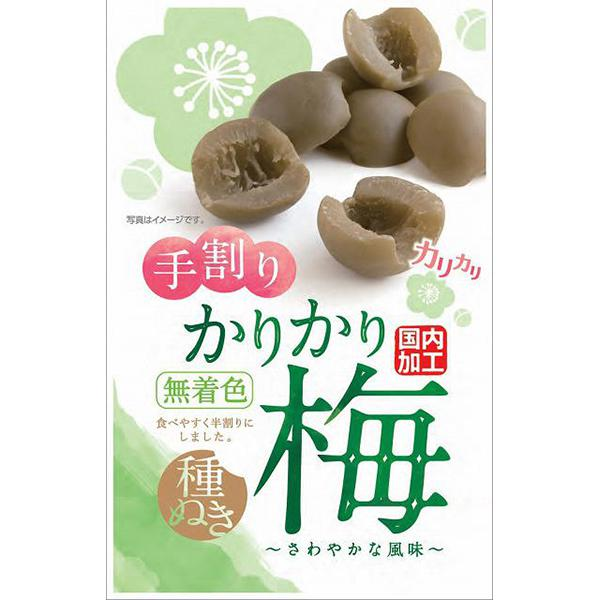 写真はイメージです。
カリカリ
手割り
かりかり
梅
国内
加工
無着色
食べやすく半割りに
しました。
種
ぬき
～さわやかな風味～